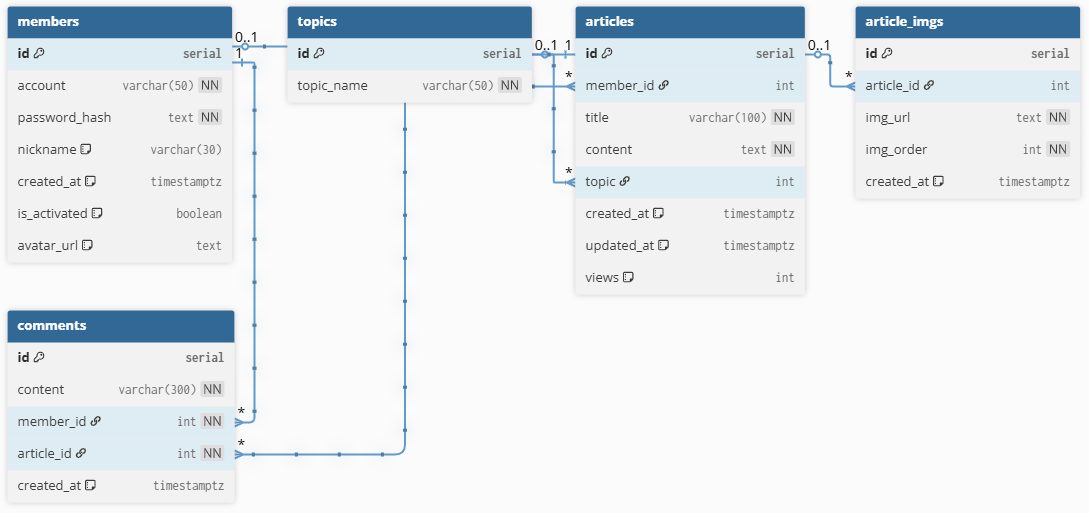 members
id serial
account varchar(50) NN
password_hash text NN
nickname varchar(30)
created_at timestamptz
is_activated boolean
avatar_url text
0..1
1
topics
id serial
topic_name varchar(50) NN
0..1 1
*
*
articles
id serial
member_id int
title varchar(100) NN
content text NN
topic int
created_at timestamptz
updated_at timestamptz
views int
0..1
*
article_imgs
id serial
article_id int
img_url text NN
img_order int NN
created_at timestamptz
comments
id serial
content varchar(300) NN
member_id int NN
article_id int NN
created_at timestamptz
*
*